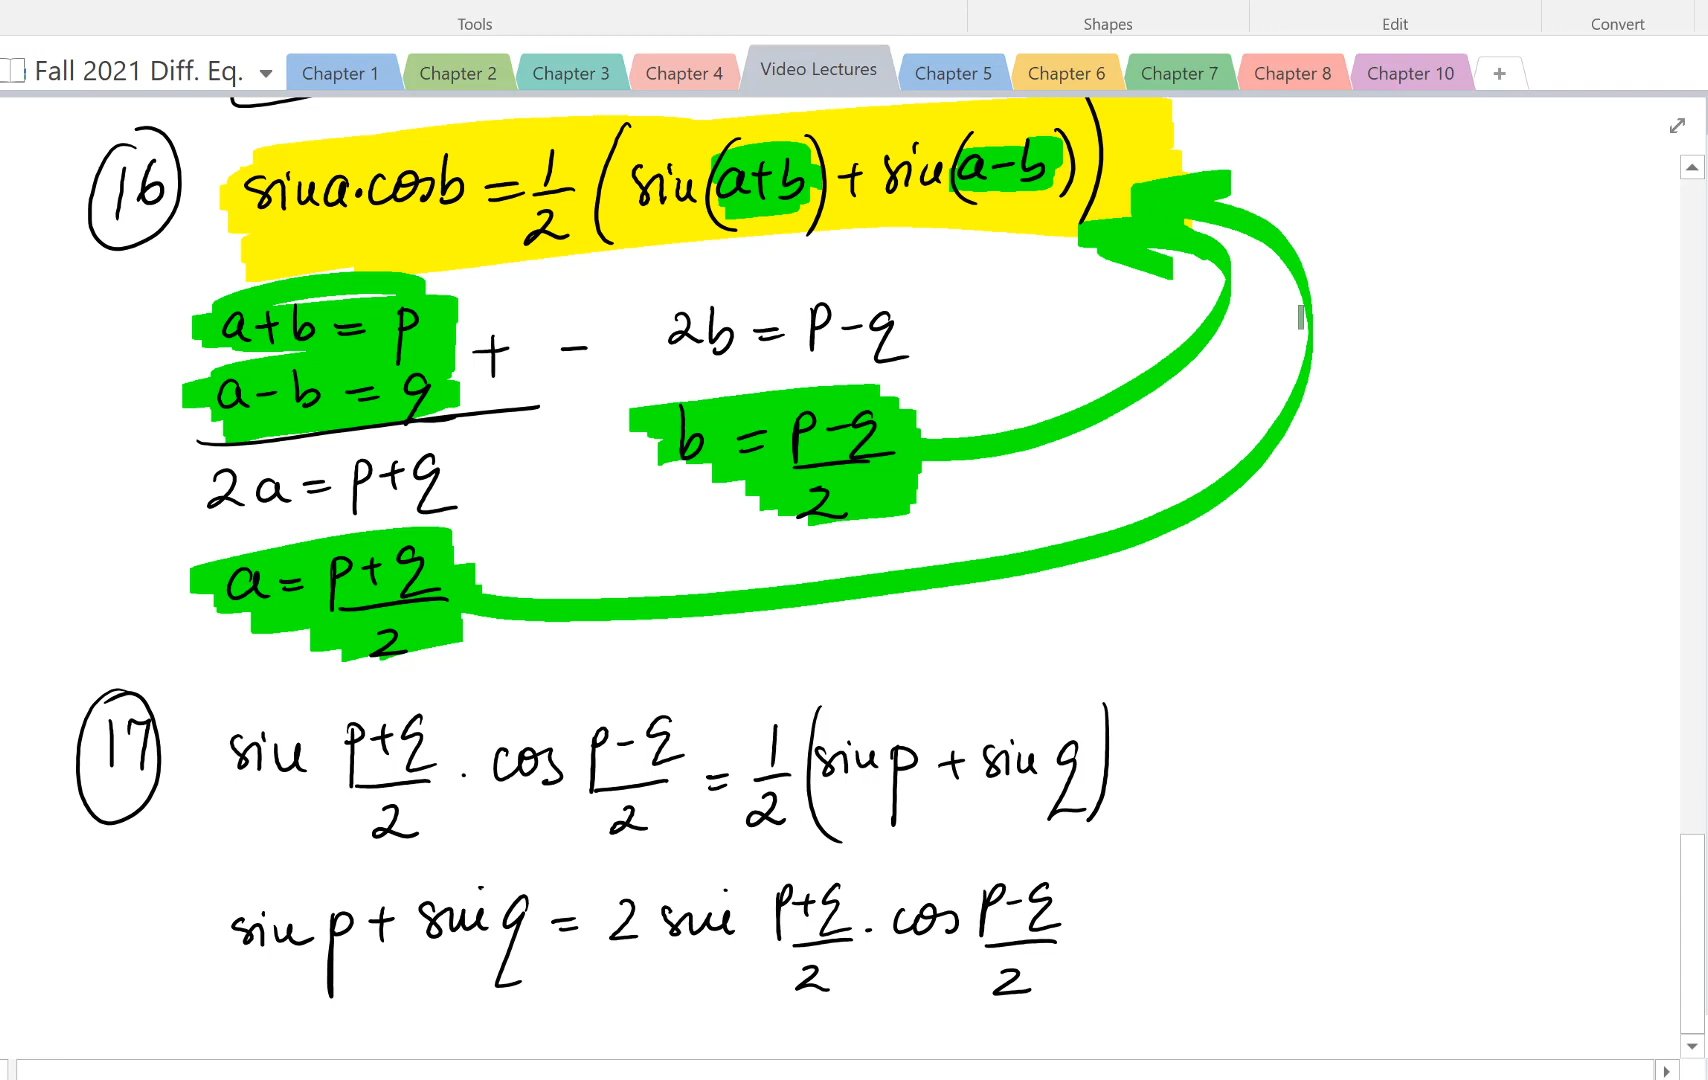 Tools Shapes Edit Convert
Fall 2021 Diff. Eq. Chapter 1 Chapter 2 Chapter 3 Chapter 4 Video Lectures Chapter 5 Chapter 6 Chapter 7 Chapter 8 Chapter 10 +
16 sin a · cos b = 1/2 (sin(a+b) + sin(a-b))
a+b = p + - 2b = p-q
a-b = q
b = p-q/2
2a = p+q
a = p+q/2
17 sin p+q/2 · cos p-q/2 = 1/2 (sin p + sin q)
sin p + sin q = 2 sin p+q/2 · cos p-q/2